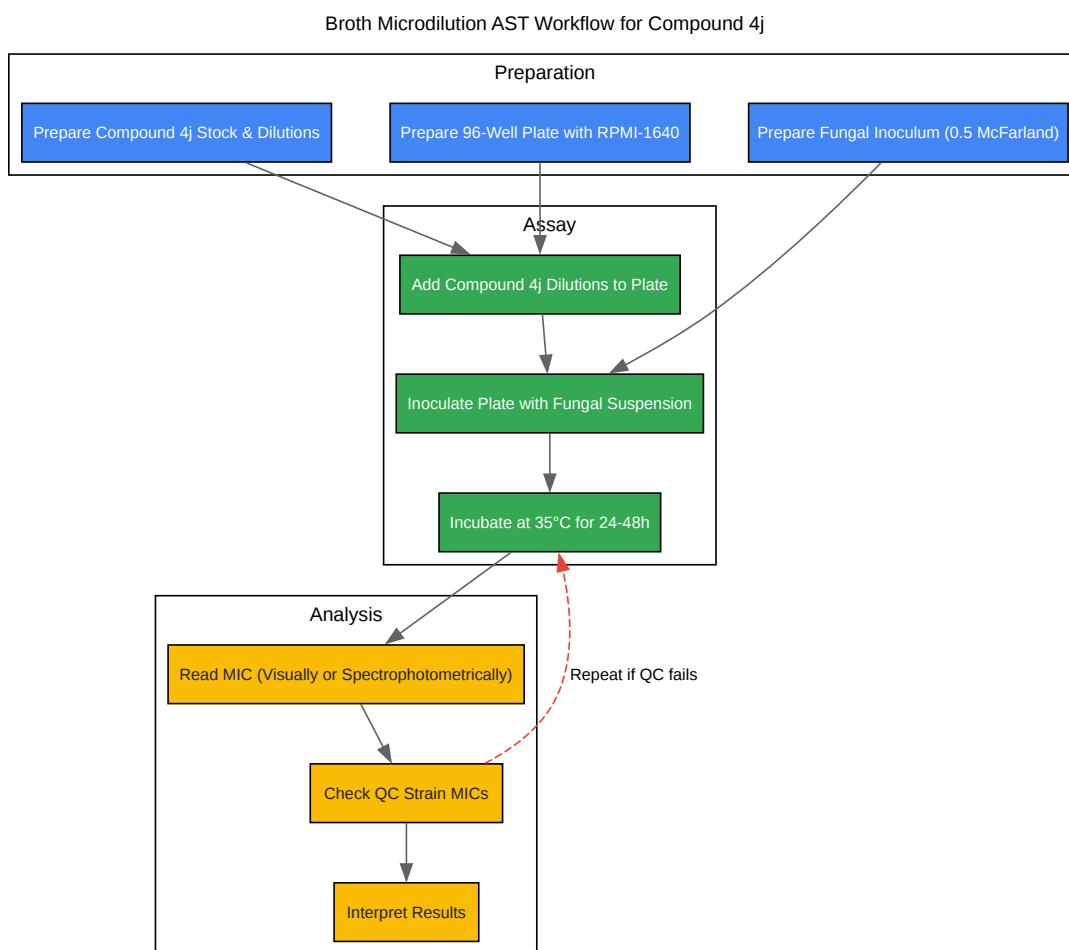 Broth Microdilution AST Workflow for Compound 4j
Preparation
Prepare Compound 4j Stock & Dilutions
Prepare 96-Well Plate with RPMI-1640
Prepare Fungal Inoculum (0.5 McFarland)
Assay
Add Compound 4j Dilutions to Plate
Inoculate Plate with Fungal Suspension
Incubate at 35°C for 24-48h
Analysis
Read MIC (Visually or Spectrophotometrically)
Repeat if QC fails
Check QC Strain MICs
Interpret Results